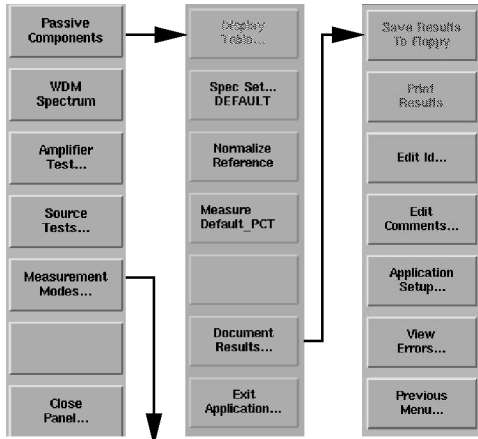 Passive
Components
WDM
Spectrum
Amplifier
Test...
Source
Tests...
Measurement
Modes...
Close
Panel...
Display
Table...
Spec Set...
DEFAULT
Normalize
Reference
Measure
Default_PCT
Document
Results...
Exit
Application...
Save Results
To Floppy
Print
Results
Edit Id...
Edit
Comments...
Application
Setup...
View
Errors...
Previous
Menu...